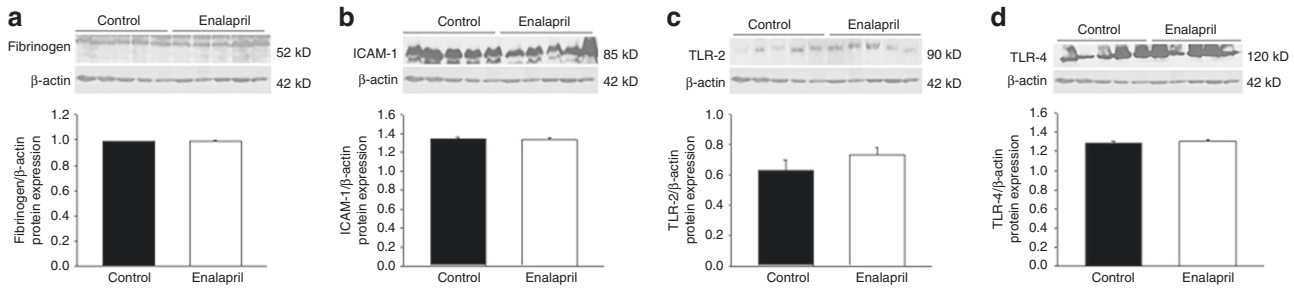 a
Control Enalapril
Fibrinogen 52 kD
β-actin 42 kD
Fibrinogen/β-actin
protein expression
1.2
1.0
0.8
0.6
0.4
0.2
0.0
Control Enalapril
b
Control Enalapril
ICAM-1 85 kD
β-actin 42 kD
ICAM-1/β-actin
protein expression
1.6
1.4
1.2
1.0
0.8
0.6
0.4
0.2
0.0
Control Enalapril
c
Control Enalapril
TLR-2 90 kD
β-actin 42 kD
TLR-2/β-actin
protein expression
1.0
0.8
0.6
0.4
0.2
0.0
Control Enalapril
d
Control Enalapril
TLR-4 120 kD
β-actin 42 kD
TLR-4/β-actin
protein expression
1.6
1.4
1.2
1.0
0.8
0.6
0.4
0.2
0.0
Control Enalapril